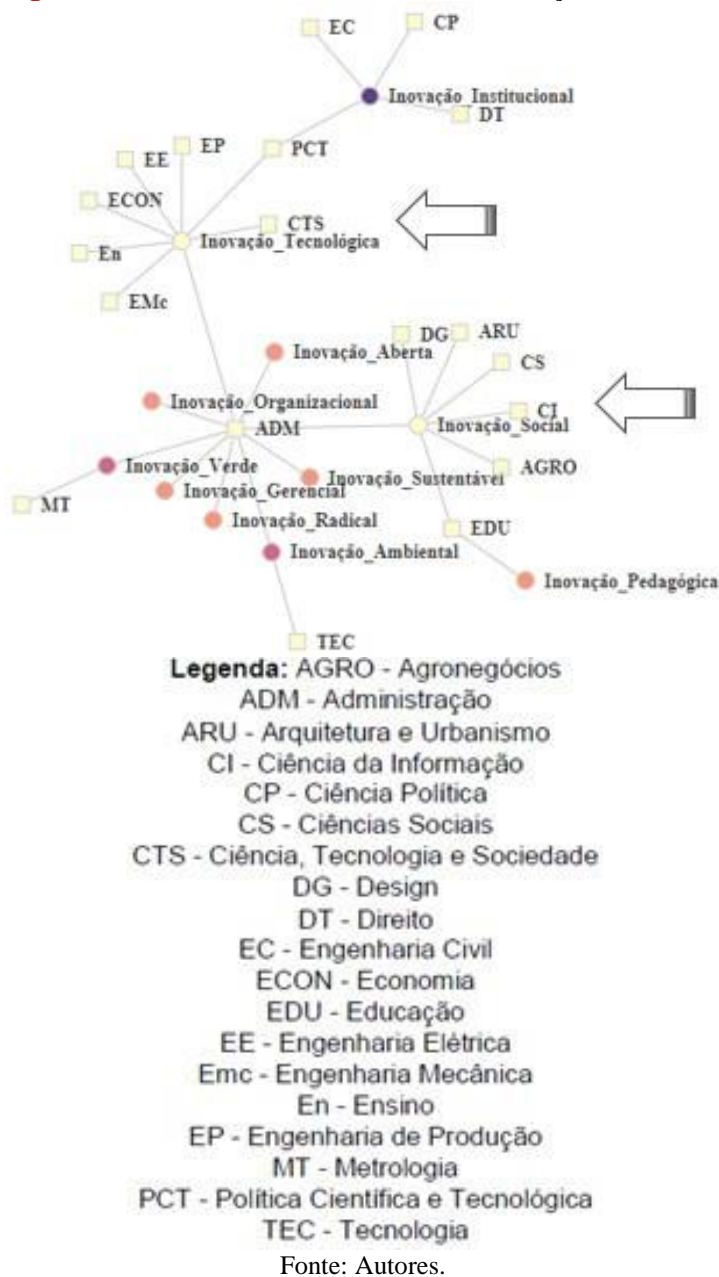 EC
CP
Inovação_Institucional
DT
EP
PCT
EE
ECON
CTS
Inovação_Tecnológica
En
EMc
DG
ARU
Inovação_Aberta
CS
Inovação_Organizacional
CI
ADM
Inovação_Social
Inovação_Verde
AGRO
Inovação_Sustentável
Inovação_Gerencial
MT
Inovação_Radical
EDU
Inovação_Ambiental
Inovação_Pedagógica
TEC
Legenda: AGRO - Agronegócios
ADM - Administração
ARU - Arquitetura e Urbanismo
CI - Ciência da Informação
CP - Ciência Política
CS - Ciências Sociais
CTS - Ciência, Tecnologia e Sociedade
DG - Design
DT - Direito
EC - Engenharia Civil
ECON - Economia
EDU - Educação
EE - Engenharia Elétrica
Emc - Engenharia Mecânica
En - Ensino
EP - Engenharia de Produção
MT - Metrologia
PCT - Política Científica e Tecnológica
TEC - Tecnologia
Fonte: Autores.